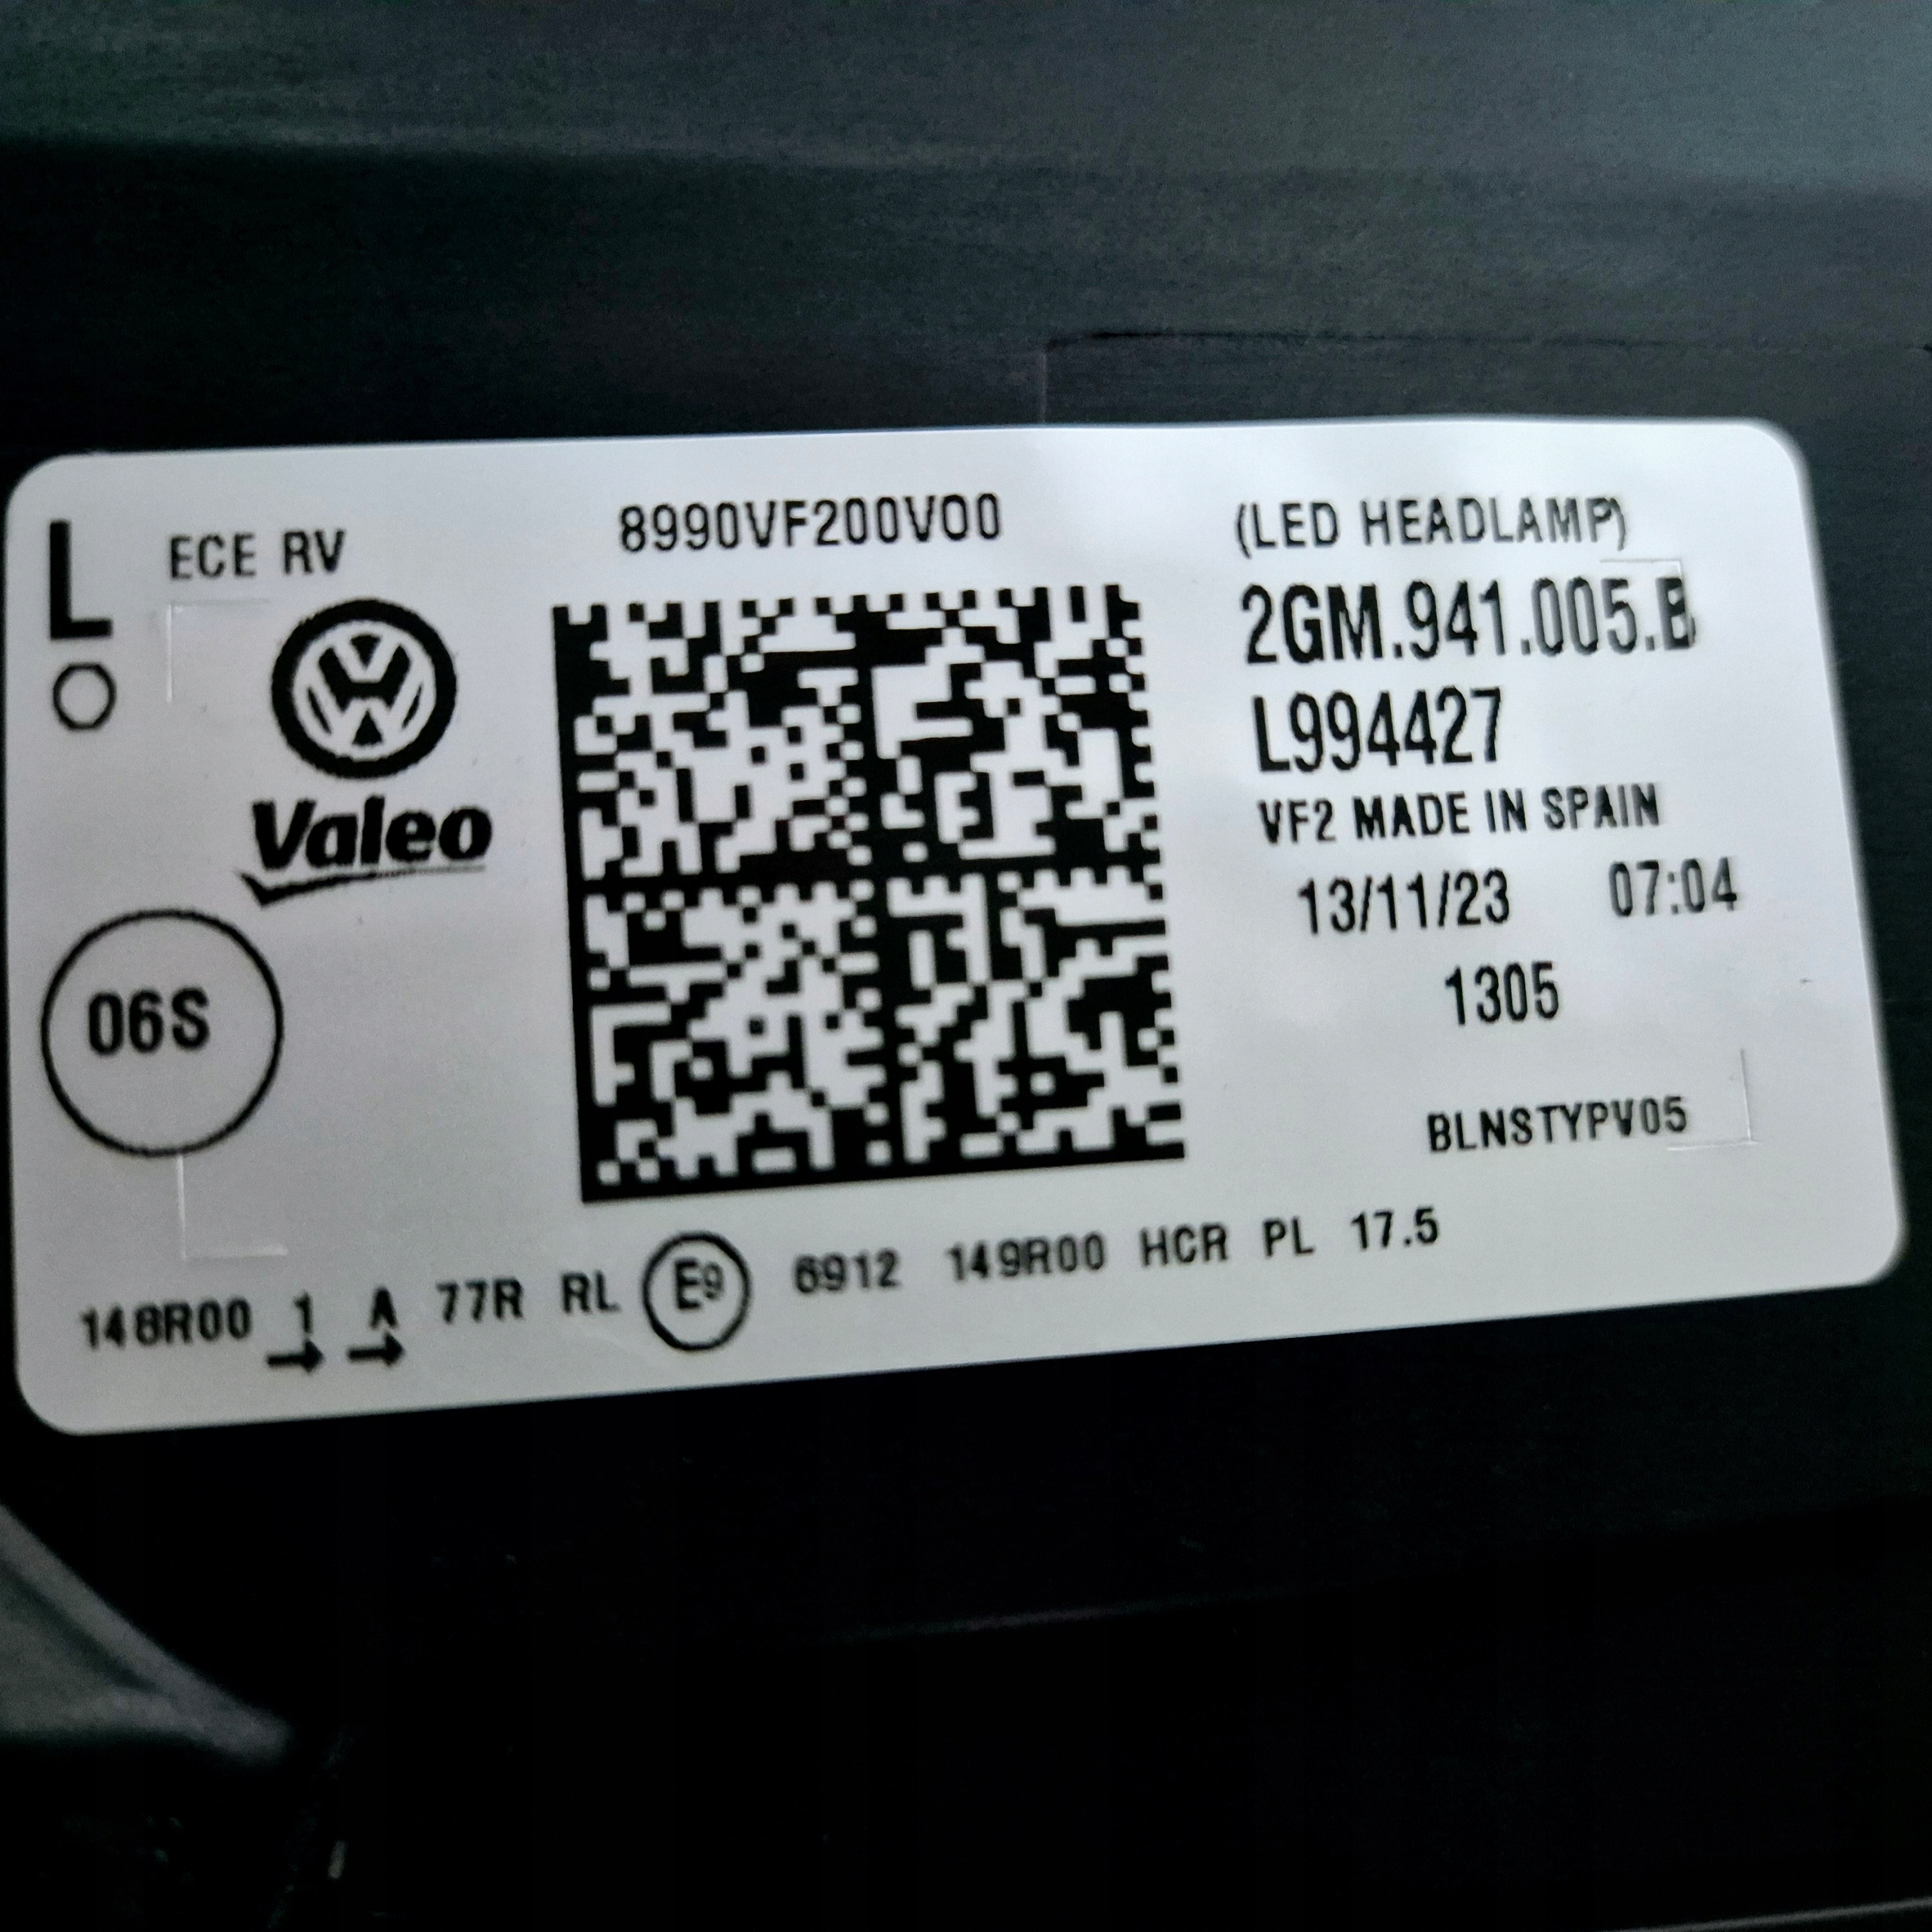 L
ECE RV
8990VF200V00
(LED HEADLAMP)
2GM.941.005.B
L994427
VF2 MADE IN SPAIN
13/11/23 07:04
1305
BLNSTYPV05
VW
Valeo
06S
148R00 1 A 77R RL E9 6912 149R00 HCR PL 17.5